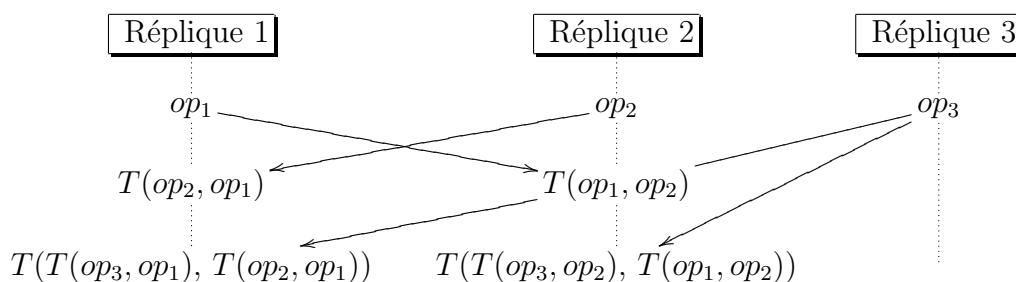 Réplique 1 Réplique 2 Réplique 3
op₁ op₂ op₃
T(op₂, op₁) T(op₁, op₂)
T(T(op₃, op₁), T(op₂, op₁)) T(T(op₃, op₂), T(op₁, op₂))